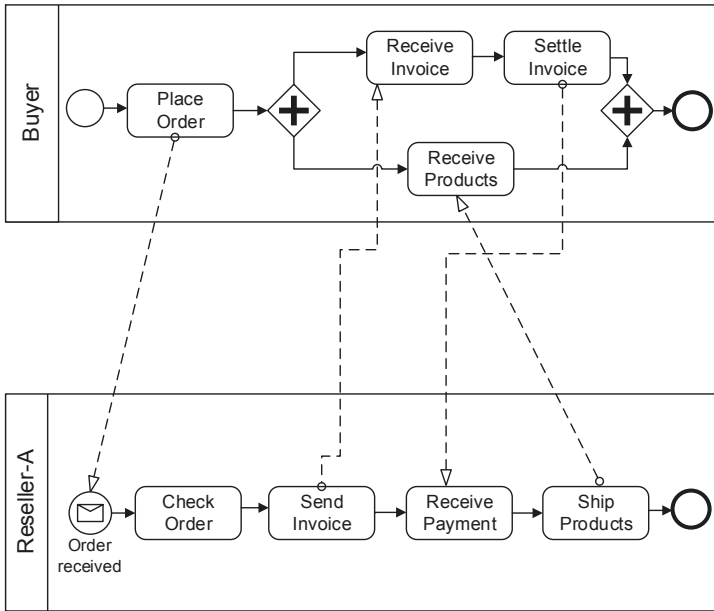 Buyer
Place
Order
Receive
Invoice
Settle
Invoice
Receive
Products
Reseller-A
Order
received
Check
Order
Send
Invoice
Receive
Payment
Ship
Products